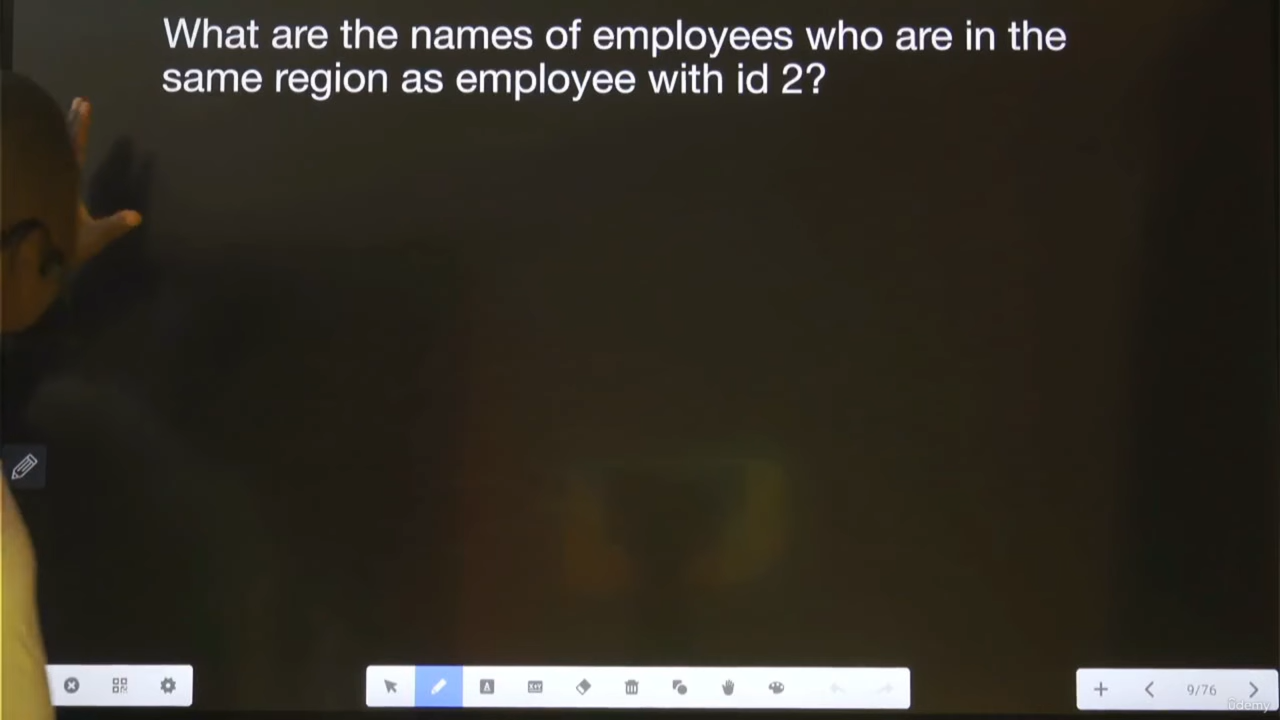 What are the names of employees who are in the
same region as employee with id 2?
9/76
ûdemy